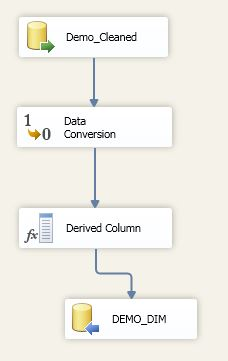 Demo_Cleaned
1
0
Data
Conversion
fx
Derived Column
DEMO_DIM